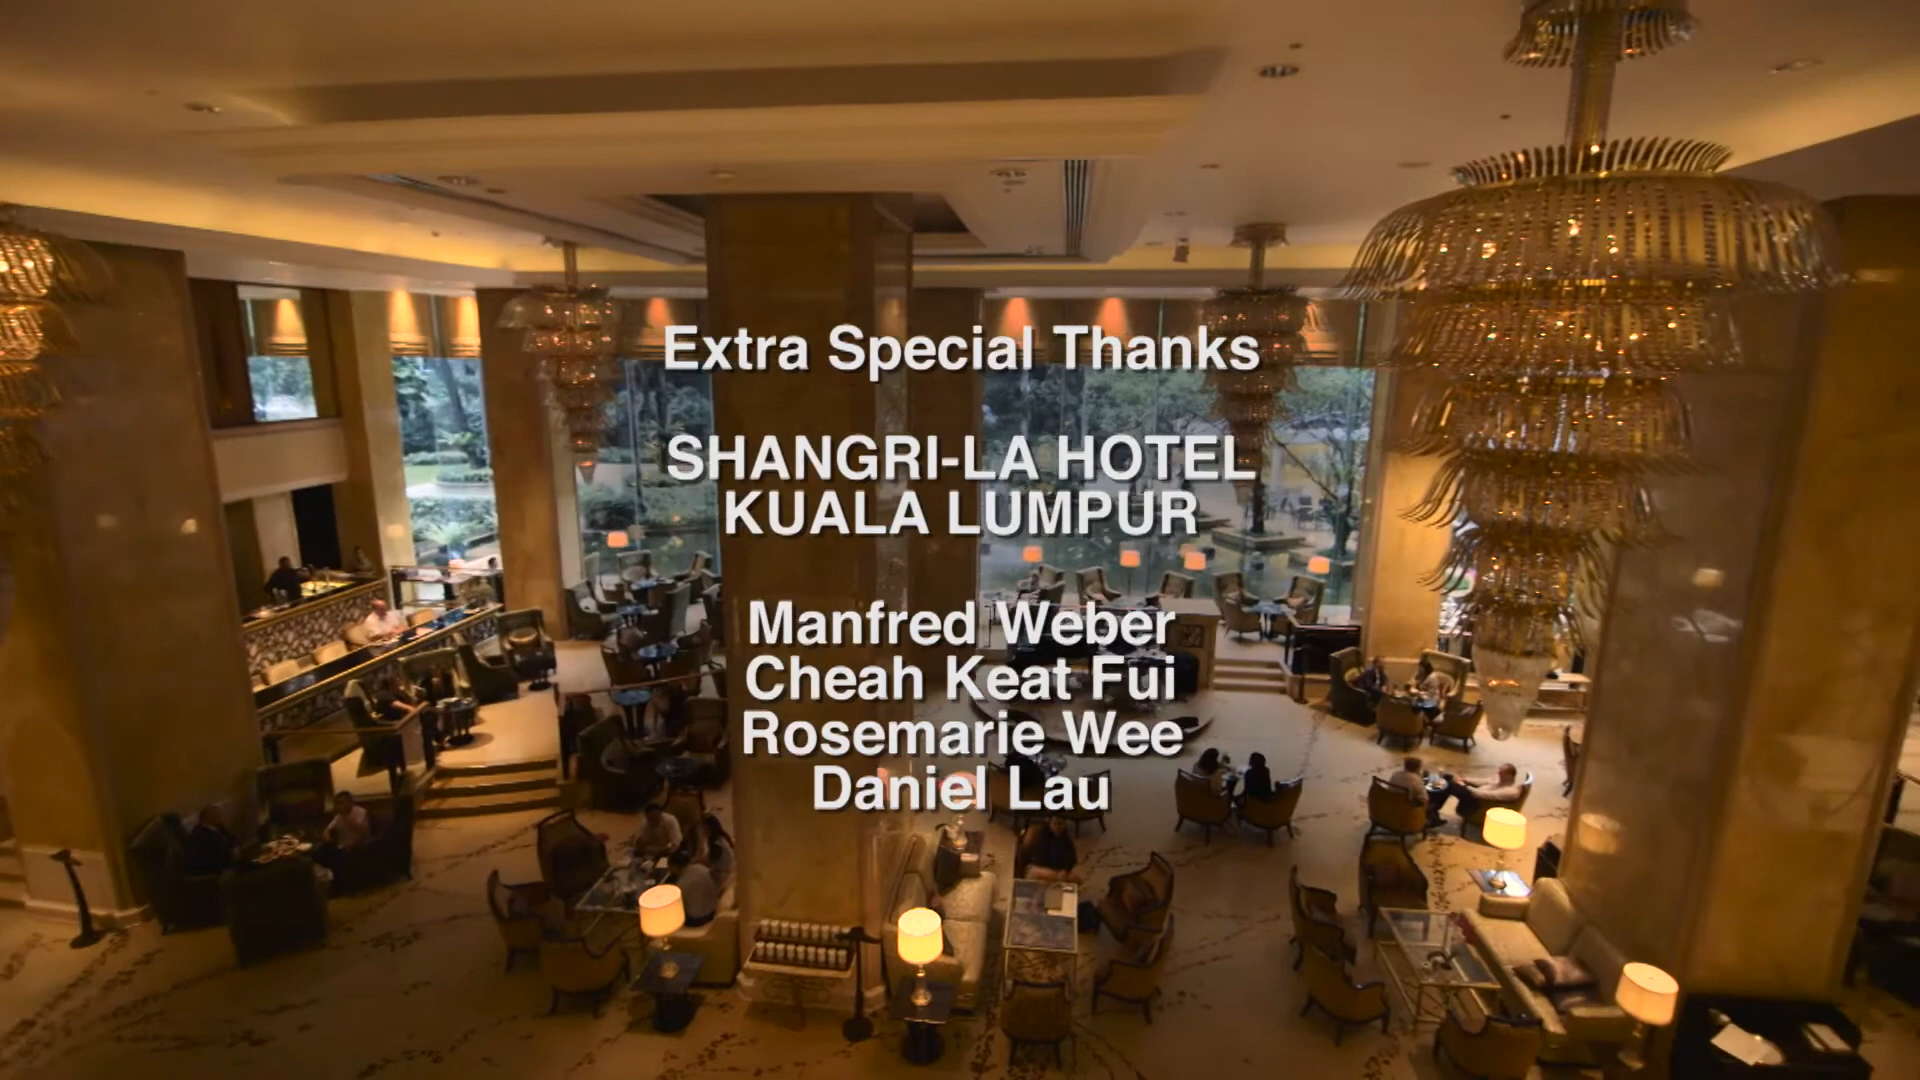 Extra Special Thanks
SHANGRI-LA HOTEL
KUALA LUMPUR
Manfred Weber
Cheah Keat Fui
Rosemarie Wee
Daniel Lau